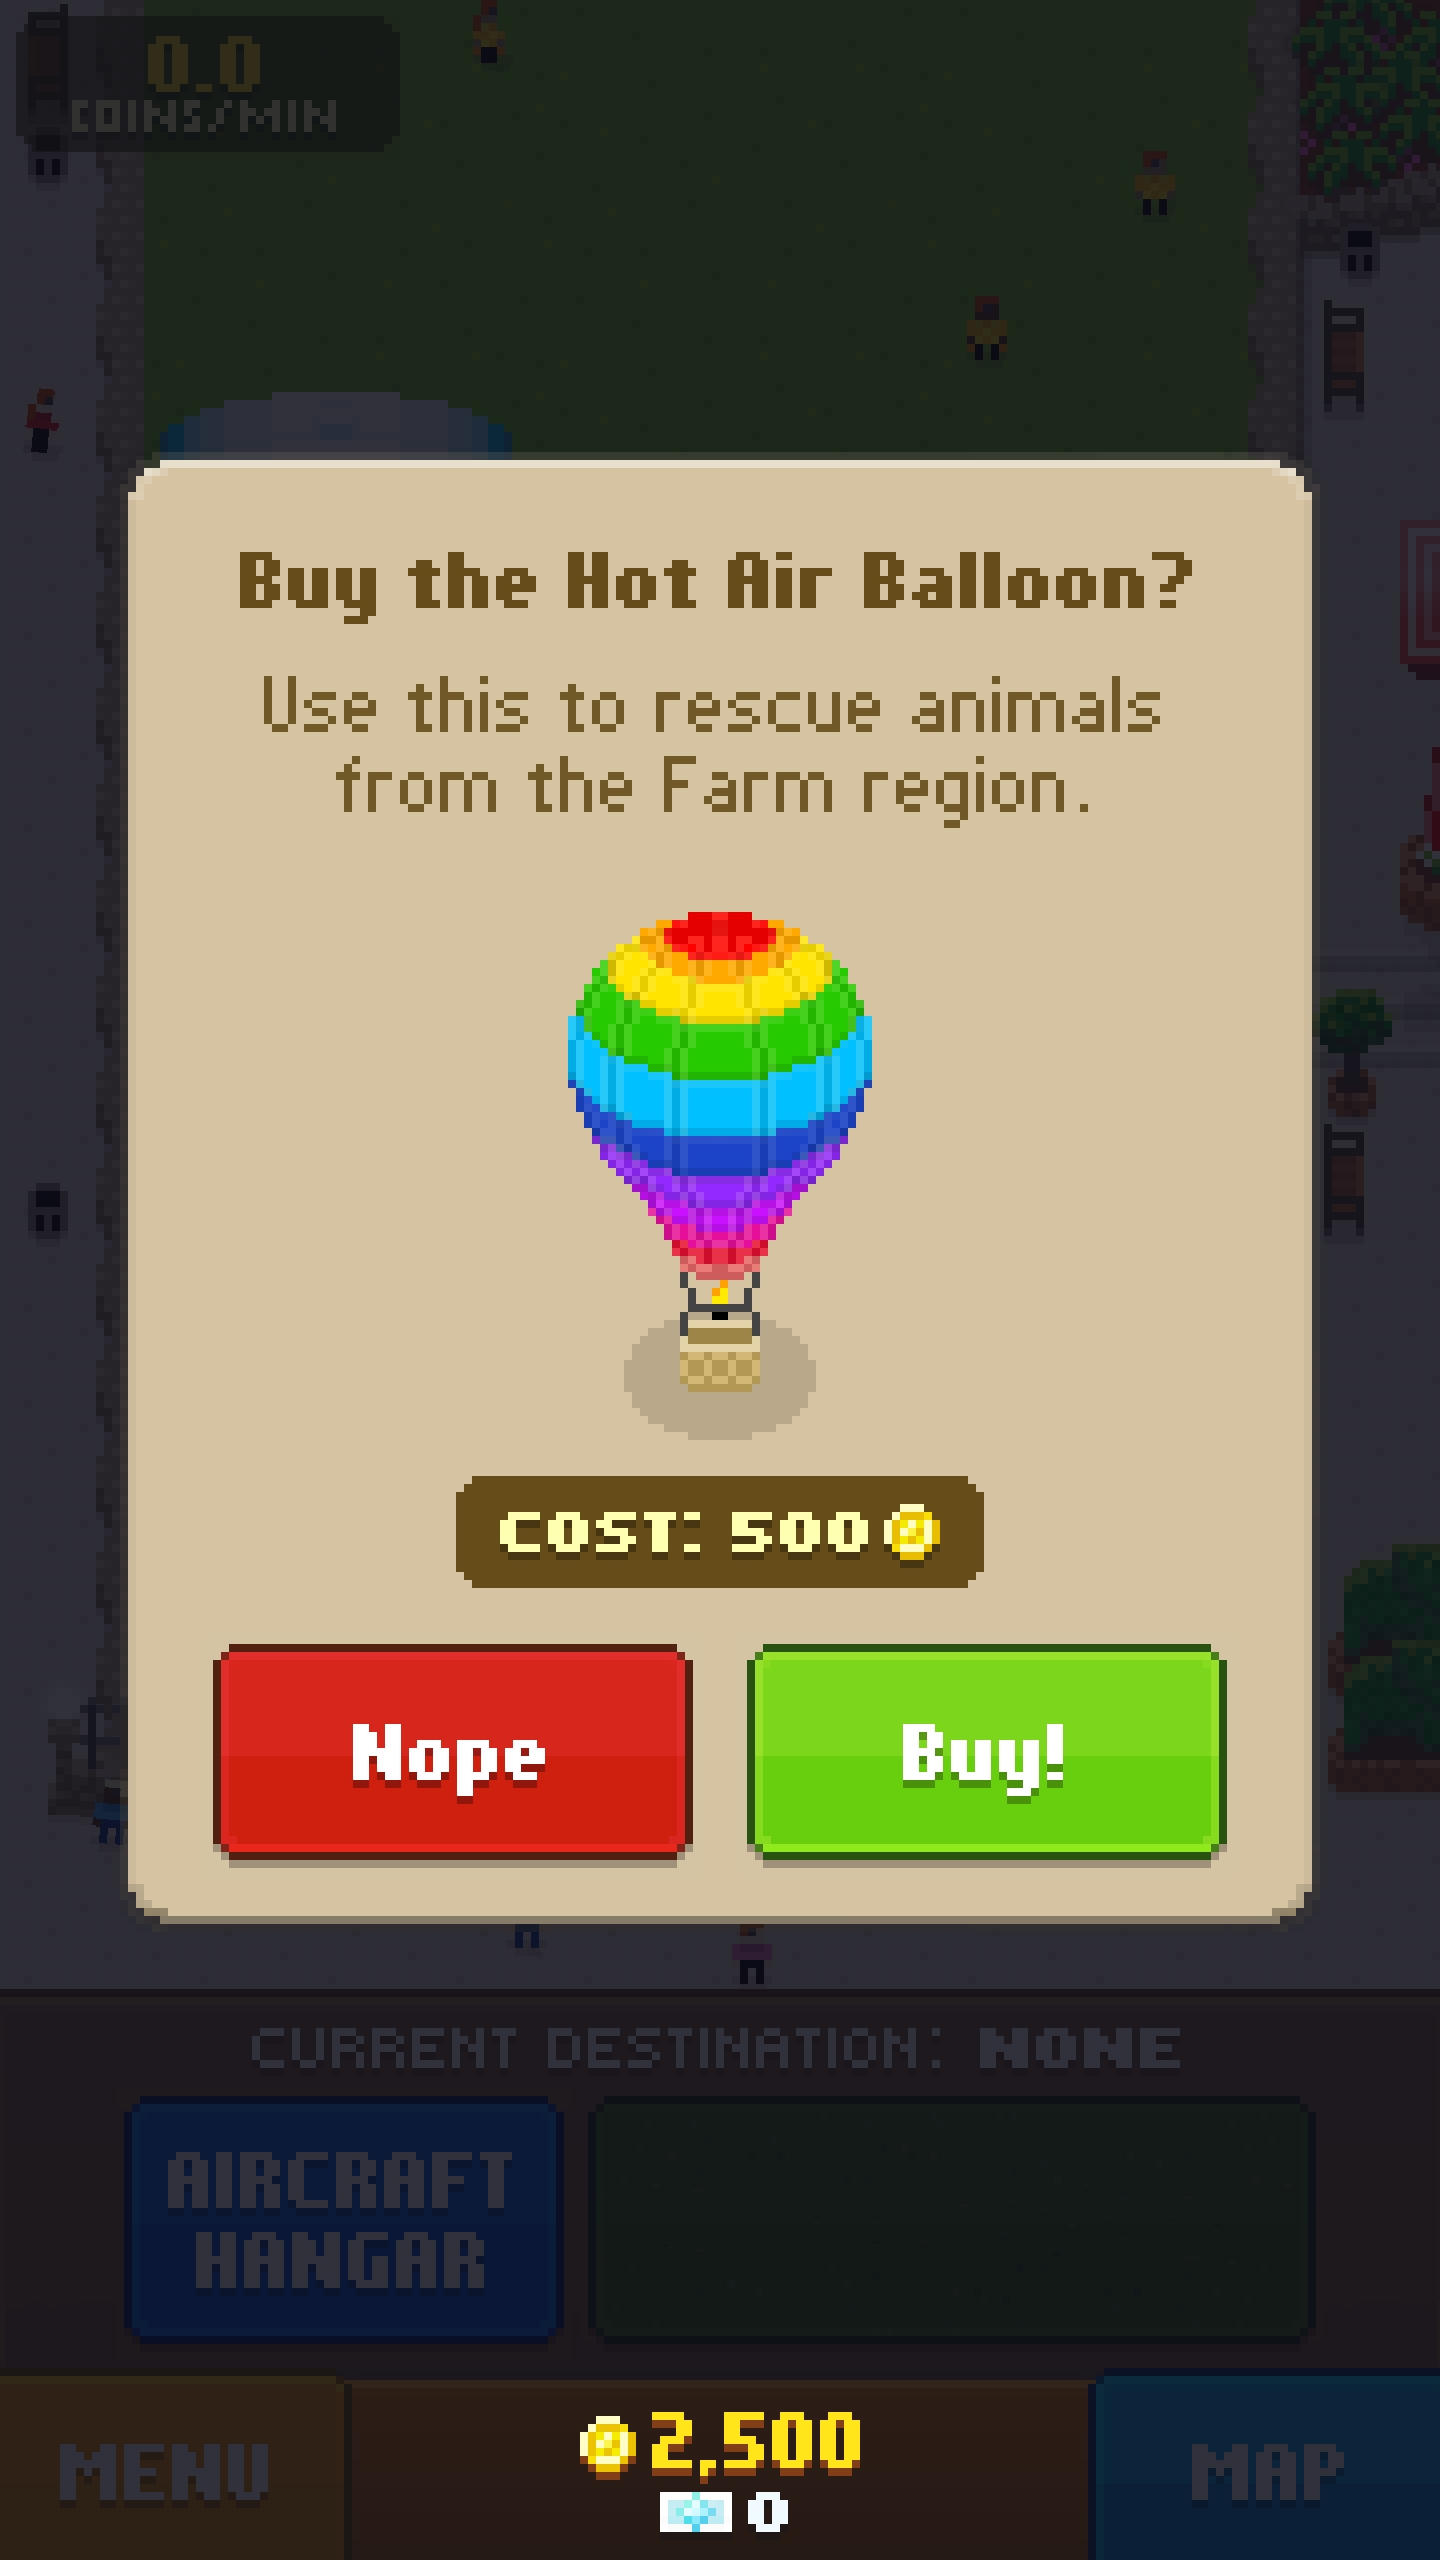 0.0
COINS/MIN
Buy the Hot Air Balloon?
Use this to rescue animals
from the Farm region.
COST: 500
Nope
Buy!
CURRENT DESTINATION: NONE
AIRCRAFT
HANGAR
MENU
2,500
0
MAP